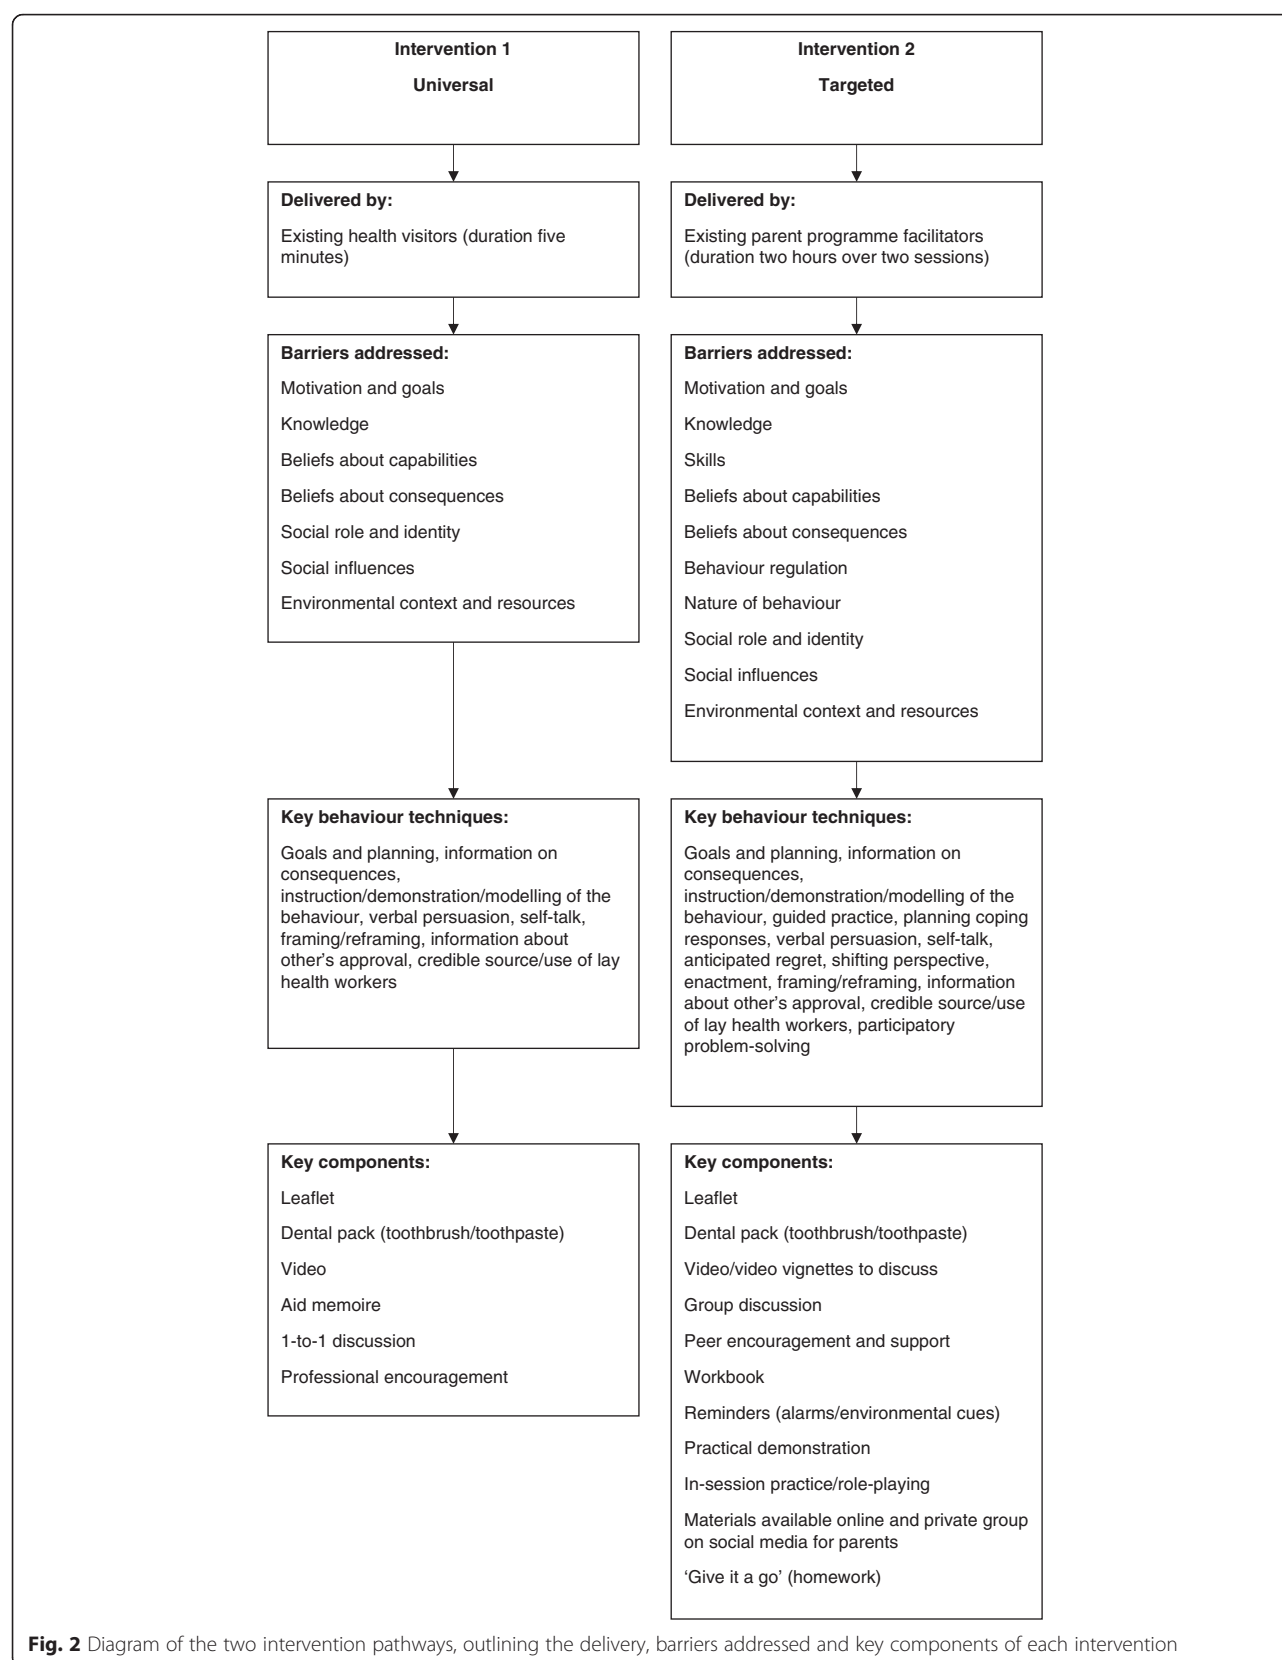 Intervention 1
Universal
Delivered by:
Existing health visitors (duration five
minutes)
Barriers addressed:
Motivation and goals
Knowledge
Beliefs about capabilities
Beliefs about consequences
Social role and identity
Social influences
Environmental context and resources
Key behaviour techniques:
Goals and planning, information on
consequences,
instruction/demonstration/modelling of the
behaviour, verbal persuasion, self-talk,
framing/reframing, information about
other’s approval, credible source/use of lay
health workers
Key components:
Leaflet
Dental pack (toothbrush/toothpaste)
Video
Aid memoire
1-to-1 discussion
Professional encouragement
Intervention 2
Targeted
Delivered by:
Existing parent programme facilitators
(duration two hours over two sessions)
Barriers addressed:
Motivation and goals
Knowledge
Skills
Beliefs about capabilities
Beliefs about consequences
Behaviour regulation
Nature of behaviour
Social role and identity
Social influences
Environmental context and resources
Key behaviour techniques:
Goals and planning, information on
consequences,
instruction/demonstration/modelling of the
behaviour, guided practice, planning coping
responses, verbal persuasion, self-talk,
anticipated regret, shifting perspective,
enactment, framing/reframing, information
about other’s approval, credible source/use
of lay health workers, participatory
problem-solving
Key components:
Leaflet
Dental pack (toothbrush/toothpaste)
Video/video vignettes to discuss
Group discussion
Peer encouragement and support
Workbook
Reminders (alarms/environmental cues)
Practical demonstration
In-session practice/role-playing
Materials available online and private group
on social media for parents
‘Give it a go’ (homework)
Fig. 2 Diagram of the two intervention pathways, outlining the delivery, barriers addressed and key components of each intervention